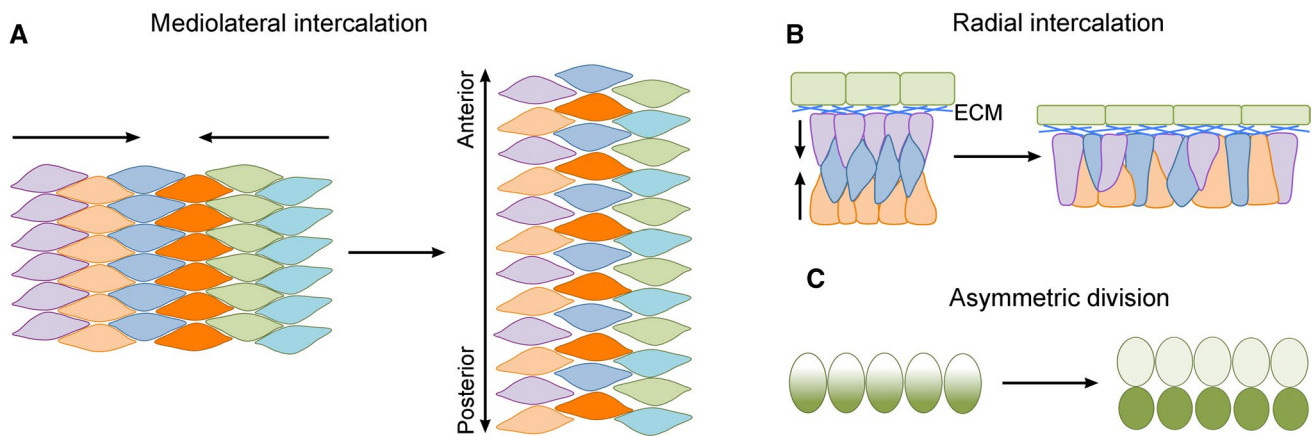 A
Mediolateral intercalation
Anterior
Posterior
B
Radial intercalation
ECM
C
Asymmetric division